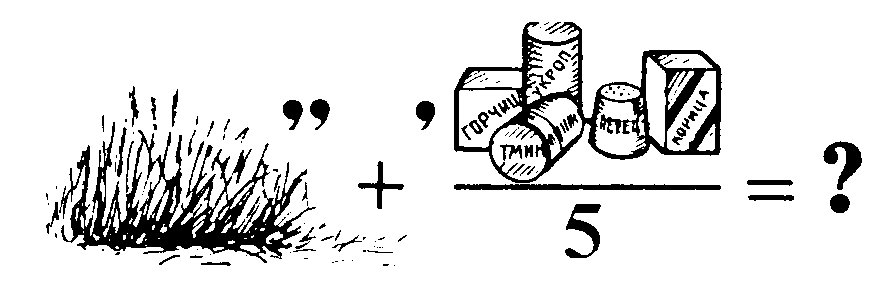 ,, + , ГОРЧИЦ УКРОП ТМИН ПЕРЕЦ КОРИЦА
5
= ?